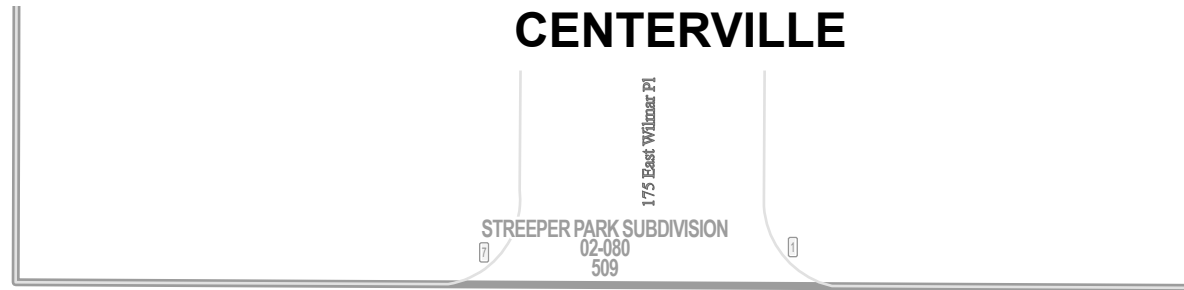 CENTERVILLE
175 East Wilmar Pl
STREEPER PARK SUBDIVISION
7
02-080
1
509